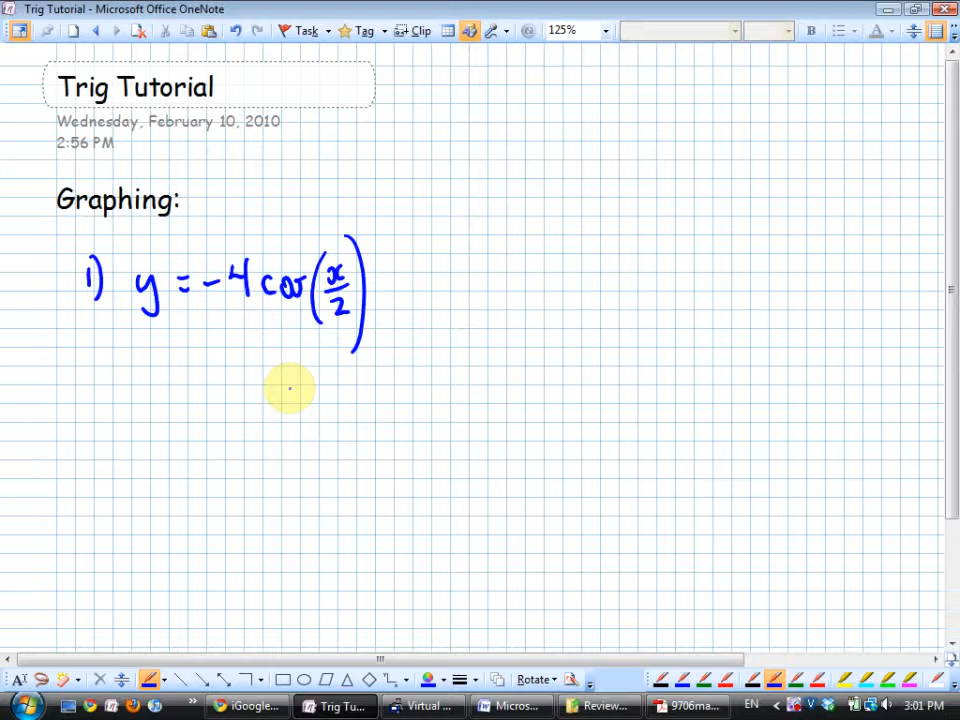 Trig Tutorial - Microsoft Office OneNote
Task Tag Clip 125% B A
Trig Tutorial
Wednesday, February 10, 2010
2:56 PM
Graphing:
1) y = -4 cos(x/2)
A Rotate
iGoogle... Trig Tu... Virtual ... Micros... Review... 9706ma... EN 3:01 PM